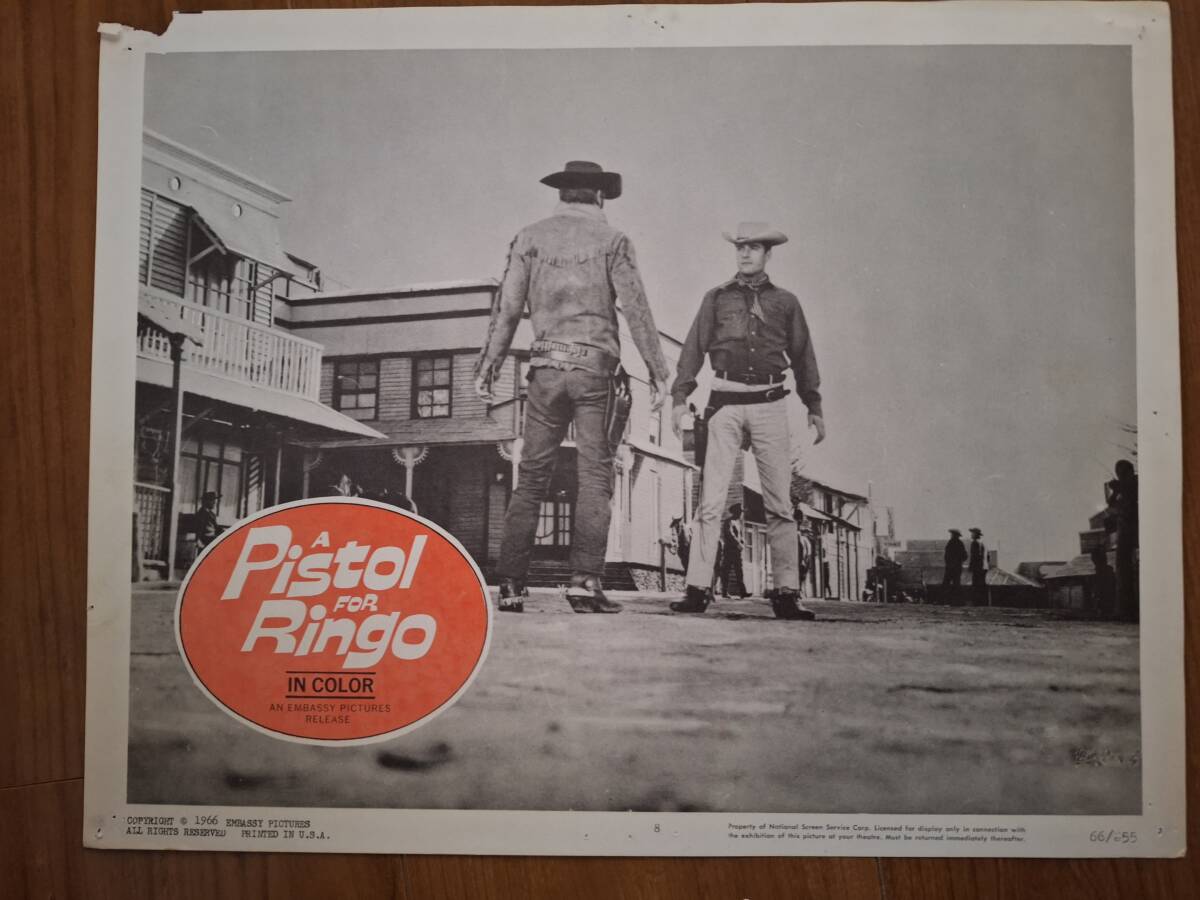 A
Pistol
FOR
Ringo
IN COLOR
AN EMBASSY PICTURES
RELEASE
COPYRIGHT © 1966 EMBASSY PICTURES
ALL RIGHTS RESERVED PRINTED IN U.S.A.
8
Property of National Screen Service Corp. Licensed for display only in connection with
the exhibition of this picture at your theatre. Must be returned immediately thereafter.